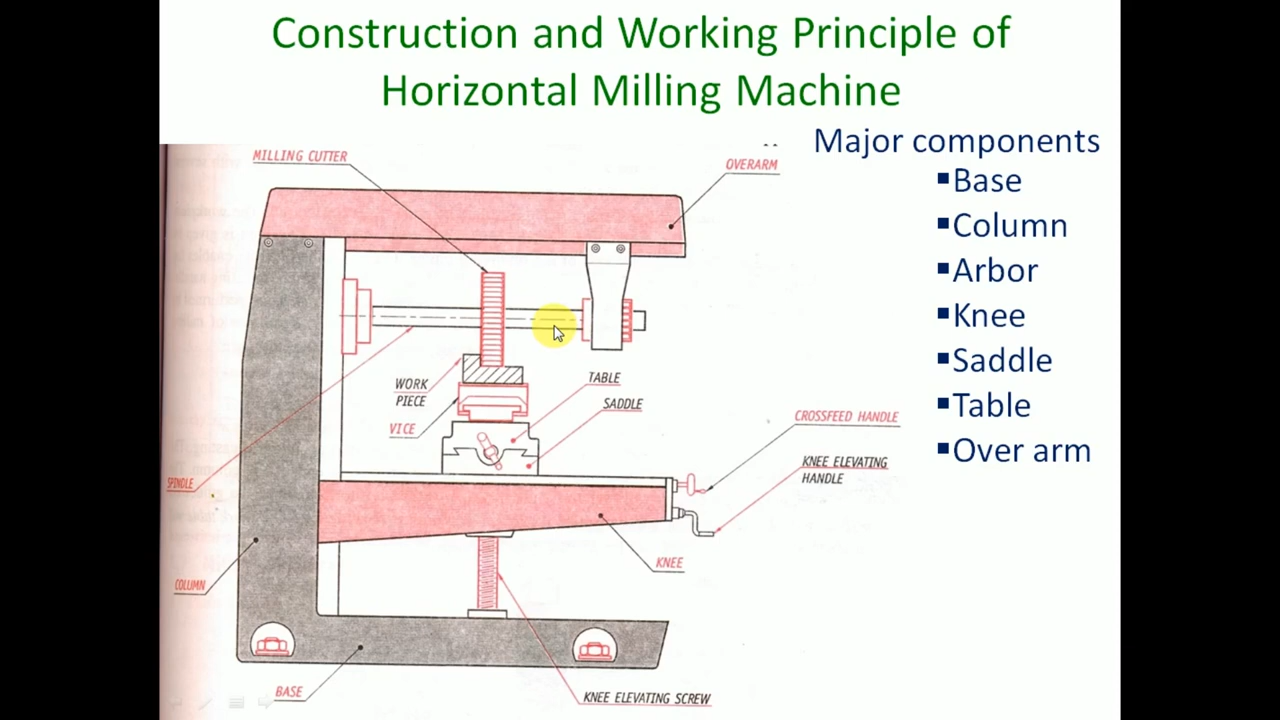 Construction and Working Principle of
Horizontal Milling Machine
Major components
▪Base
▪Column
▪Arbor
▪Knee
▪Saddle
▪Table
▪Over arm
MILLING CUTTER
OVERARM
WORK
PIECE
TABLE
SADDLE
VICE
CROSSFEED HANDLE
KNEE ELEVATING
HANDLE
SPINDLE
KNEE
COLUMN
BASE
KNEE ELEVATING SCREW